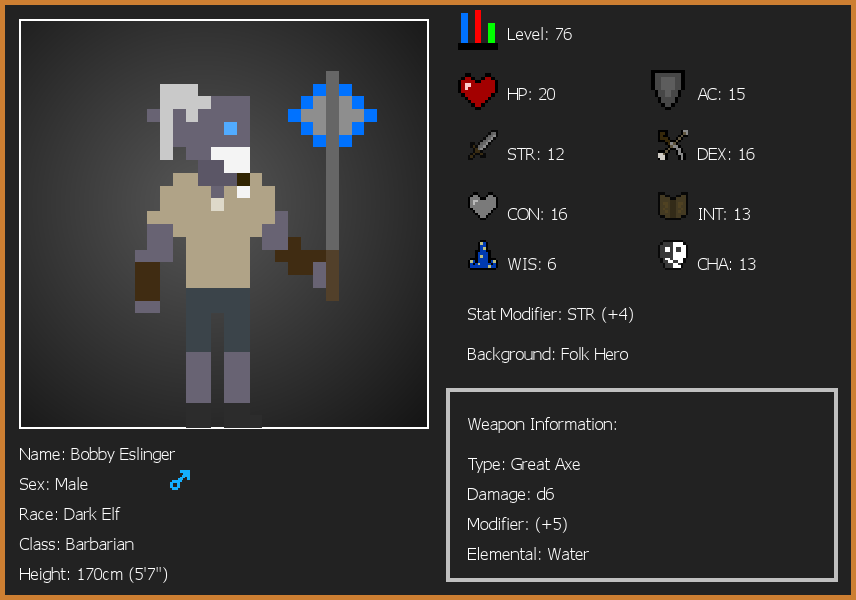 Level: 76
HP: 20
AC: 15
STR: 12
DEX: 16
CON: 16
INT: 13
WIS: 6
CHA: 13
Stat Modifier: STR (+4)
Background: Folk Hero
Weapon Information:
Type: Great Axe
Damage: d6
Modifier: (+5)
Elemental: Water
Name: Bobby Eslinger
Sex: Male
Race: Dark Elf
Class: Barbarian
Height: 170cm (5'7")